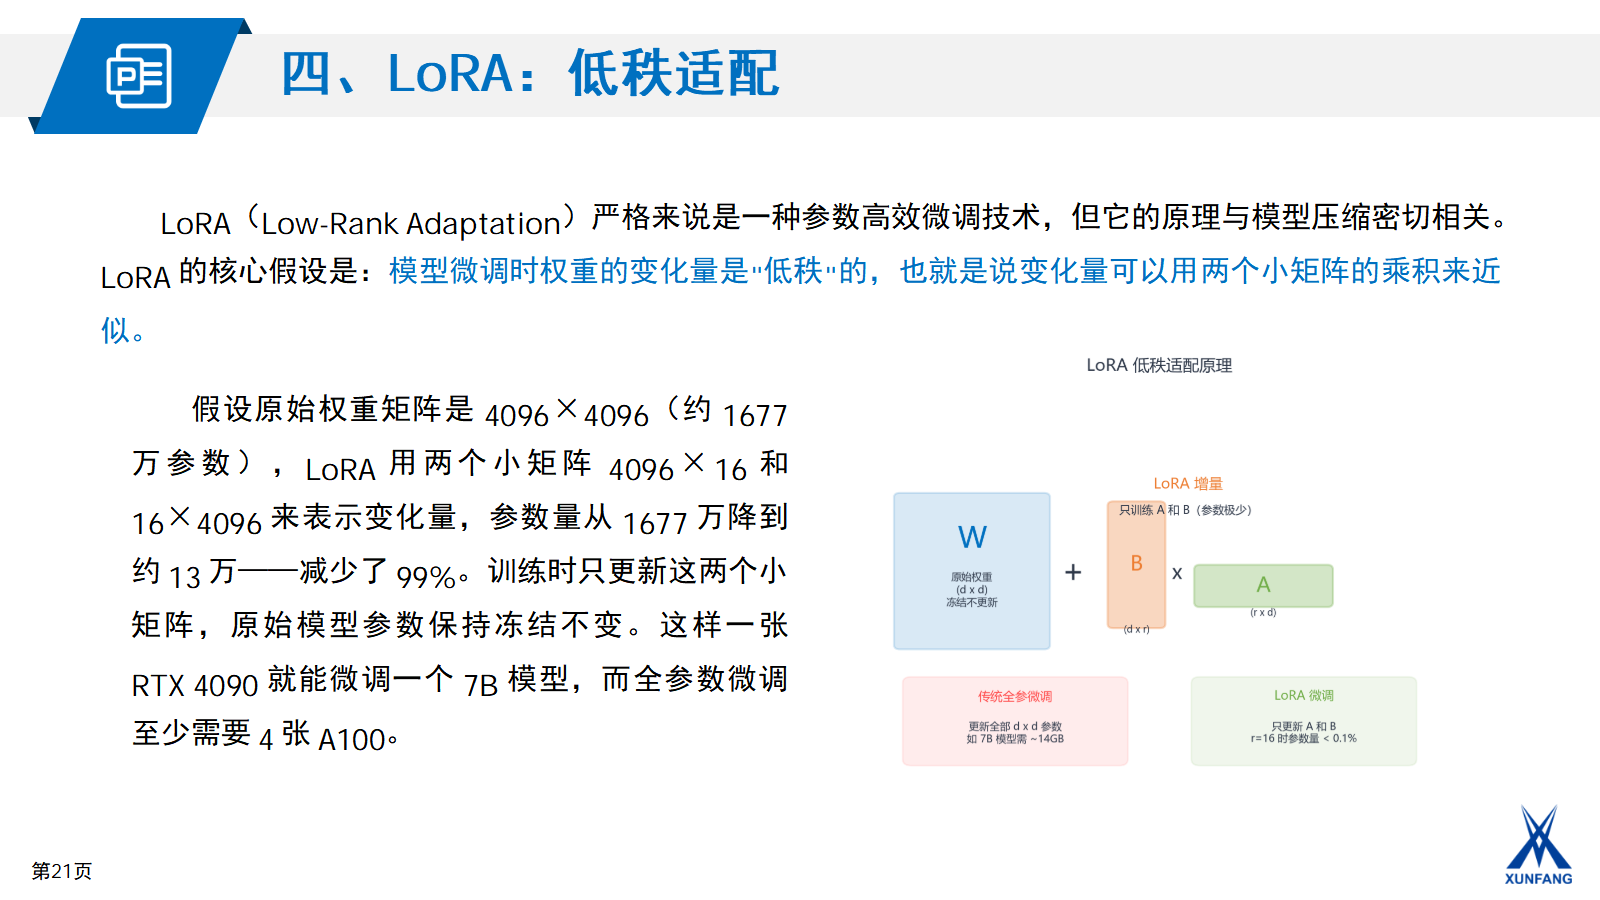 四、LoRA：低秩适配
LoRA（Low-Rank Adaptation）严格来说是一种参数高效微调技术，但它的原理与模型压缩密切相关。
LoRA 的核心假设是：模型微调时权重的变化量是"低秩"的，也就是说变化量可以用两个小矩阵的乘积来近
似。
假设原始权重矩阵是 4096×4096（约 1677
万参数），LoRA 用两个小矩阵 4096×16 和
16×4096 来表示变化量，参数量从 1677 万降到
约 13 万——减少了 99%。训练时只更新这两个小
矩阵，原始模型参数保持冻结不变。这样一张
RTX 4090 就能微调一个 7B 模型，而全参数微调
至少需要 4 张 A100。
LoRA 低秩适配原理
W
原始权重
(d x d)
冻结不更新
+
LoRA 增量
只训练 A 和 B（参数极少）
B
(d x r)
x
A
(r x d)
传统全参微调
更新全部 d x d 参数
如 7B 模型需 ~14GB
LoRA 微调
只更新 A 和 B
r=16 时参数量 < 0.1%
第21页
XUNFANG